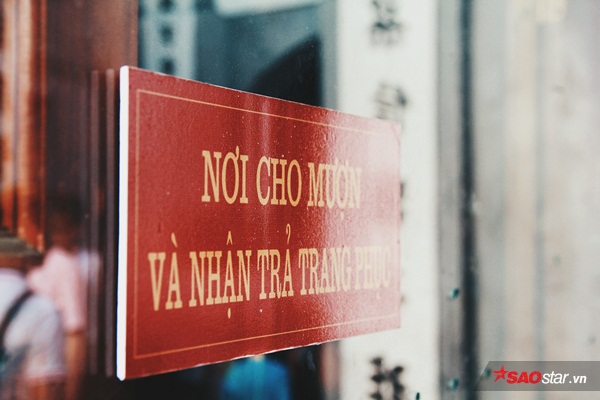 NƠI CHO MƯỢN
VÀ NHẬN TRẢ TRANG PHỤC
SAOstar.vn